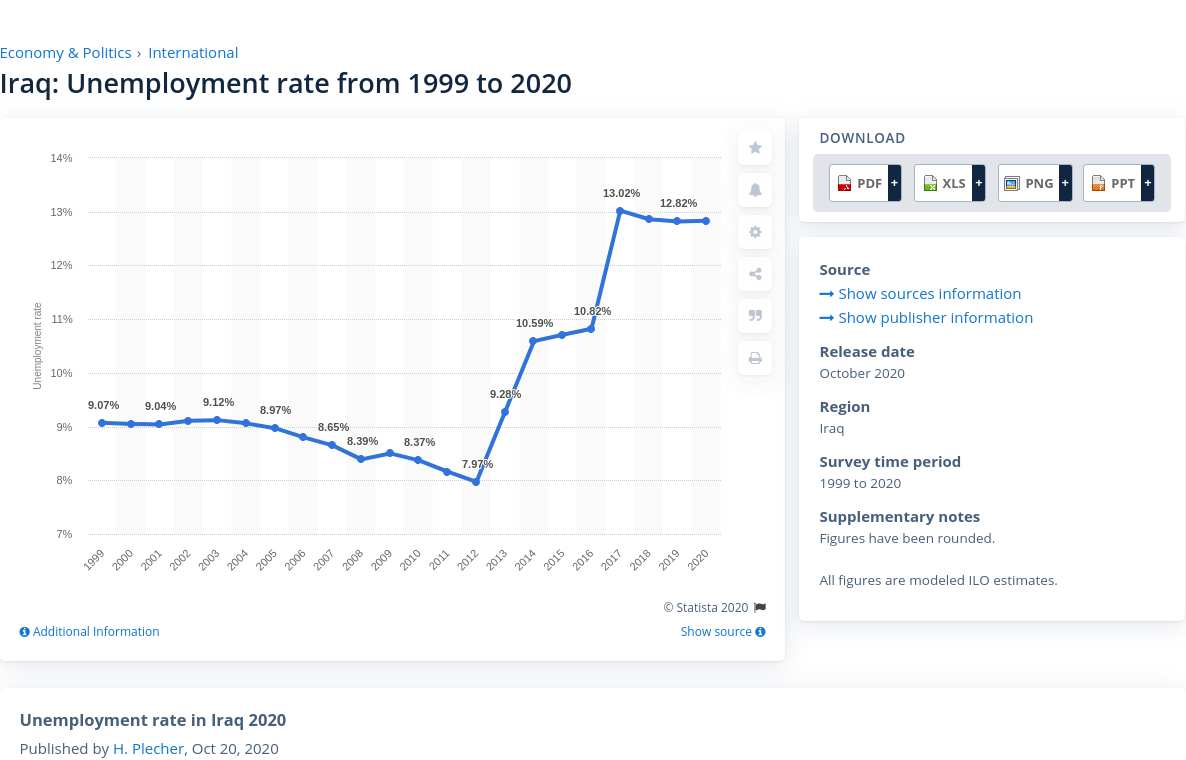 Economy & Politics › International
Iraq: Unemployment rate from 1999 to 2020
14%
13%
12%
11%
10%
9%
8%
7%
Unemployment rate
9.07%
9.04%
9.12%
8.97%
8.65%
8.39%
8.37%
7.97%
9.28%
10.59%
10.82%
13.02%
12.82%
1999
2000
2001
2002
2003
2004
2005
2006
2007
2008
2009
2010
2011
2012
2013
2014
2015
2016
2017
2018
2019
2020
© Statista 2020
Additional Information
Show source
DOWNLOAD
PDF +
XLS +
PNG +
PPT +
Source
Show sources information
Show publisher information
Release date
October 2020
Region
Iraq
Survey time period
1999 to 2020
Supplementary notes
Figures have been rounded.
All figures are modeled ILO estimates.
Unemployment rate in Iraq 2020
Published by H. Plecher, Oct 20, 2020